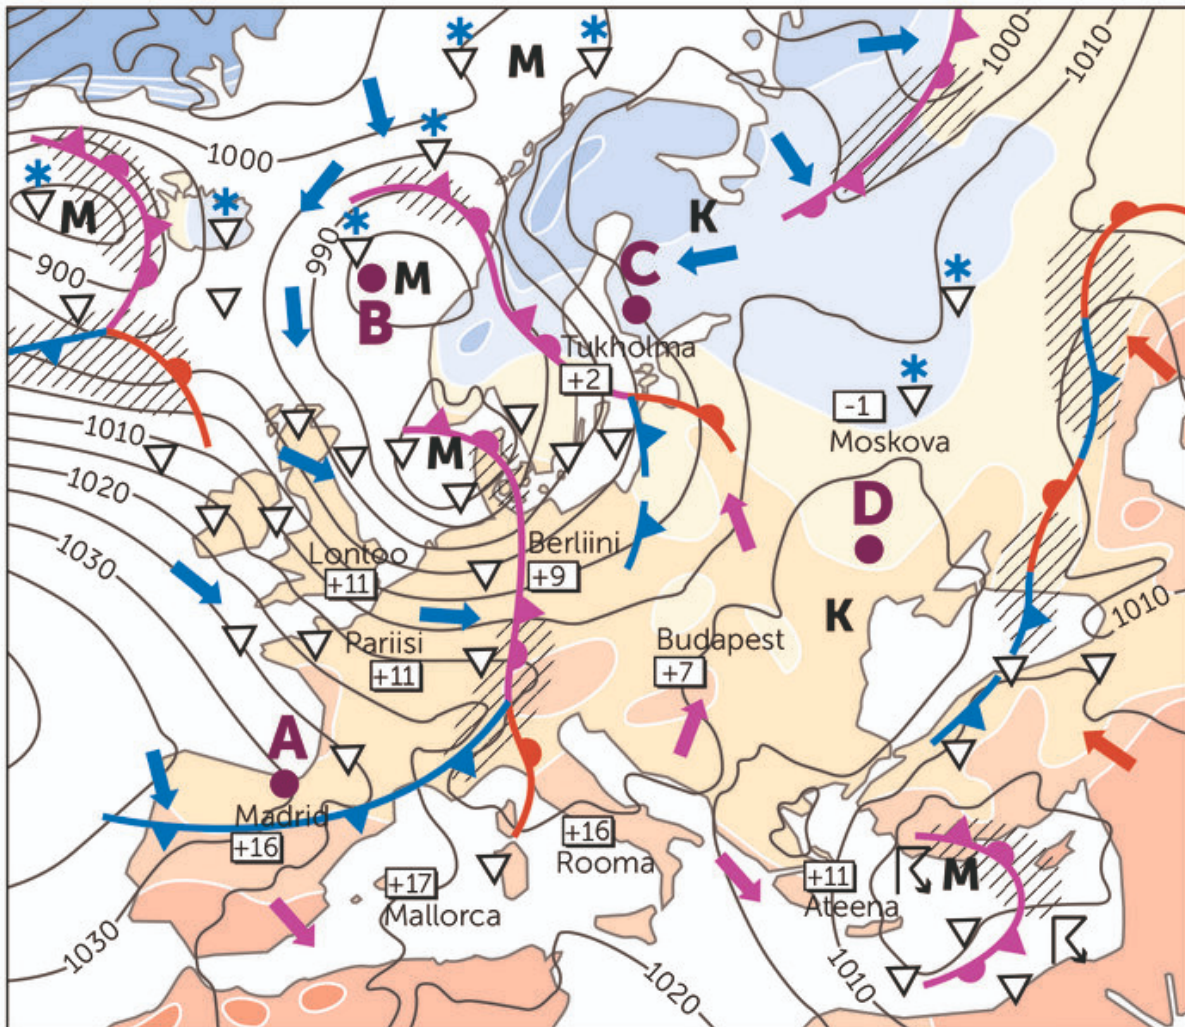 M
1000
1010
1000
M
K
900
990
M
B
C
Tukholma
+2
-1
Moskova
1010
M
1020
D
1030
Lontoo
+11
Berliini
+9
1010
K
Pariisi
+11
Budapest
+7
A
Madrid
+16
+16
Rooma
+17
Mallorca
+11
Ateena
M
1030
1020
1010